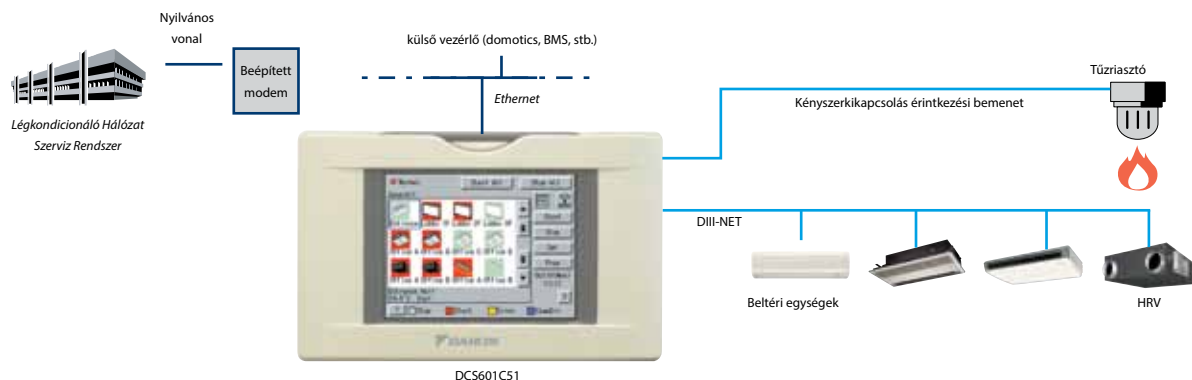 Nyilvános
vonal
Beépített
modem
külső vezérlő (domotics, BMS, stb.)
Ethernet
Tűzriasztó
Kényszerkikapcsolás érintkezési bemenet
Légkondicionáló Hálózat
Szerviz Rendszer
DIII-NET
Beltéri egységek
HRV
DAIKIN
DCS601C51